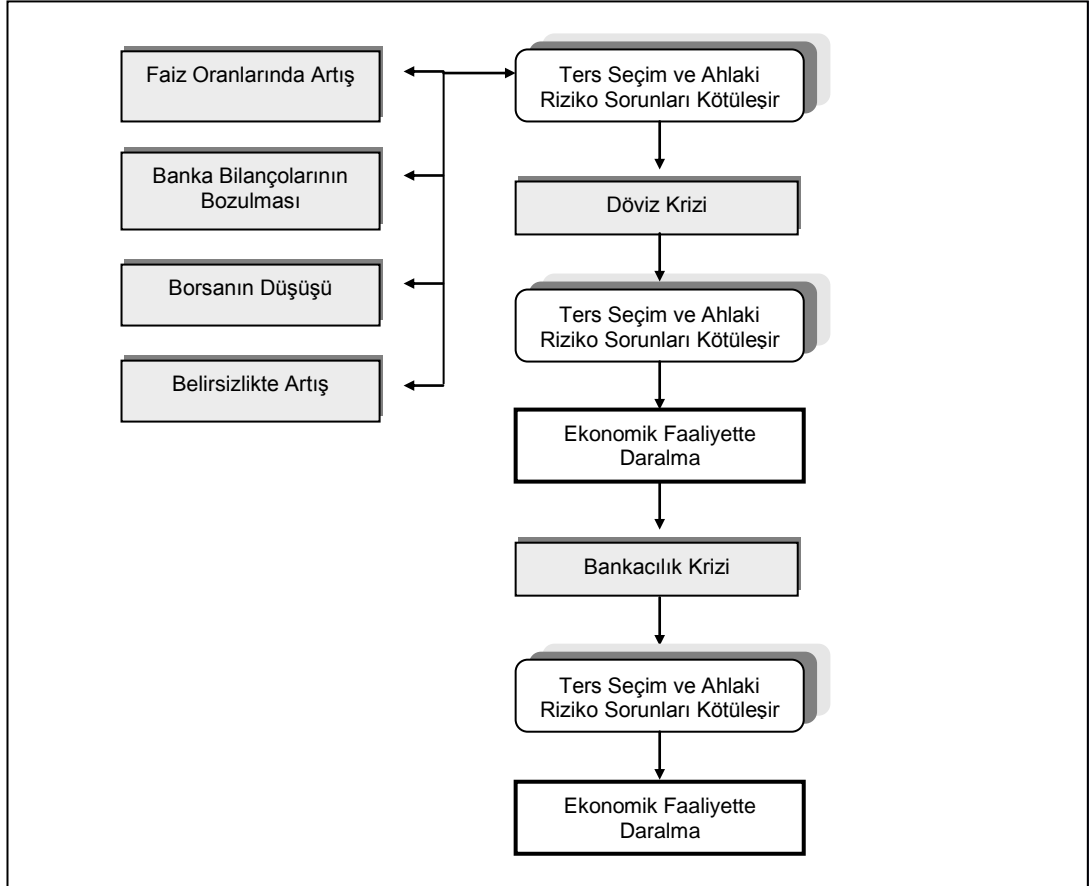 Faiz Oranlarında Artış
Banka Bilançolarının
Bozulması
Borsanın Düşüşü
Belirsizlikte Artış
Ters Seçim ve Ahlaki
Riziko Sorunları Kötüleşir
Döviz Krizi
Ters Seçim ve Ahlaki
Riziko Sorunları Kötüleşir
Ekonomik Faaliyette
Daralma
Bankacılık Krizi
Ters Seçim ve Ahlaki
Riziko Sorunları Kötüleşir
Ekonomik Faaliyette
Daralma